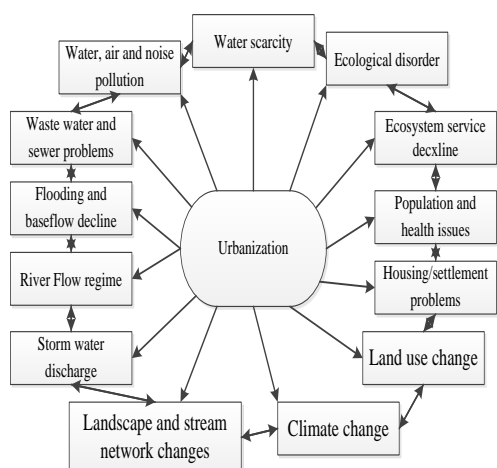 Water scarcity
Water, air and noise
pollution
Ecological disorder
Waste water and
sewer problems
Ecosystem service
decxline
Flooding and
baseflow decline
Population and
health issues
Urbanization
River Flow regime
Housing/settlement
problems
Storm water
discharge
Land use change
Landscape and stream
network changes
Climate change